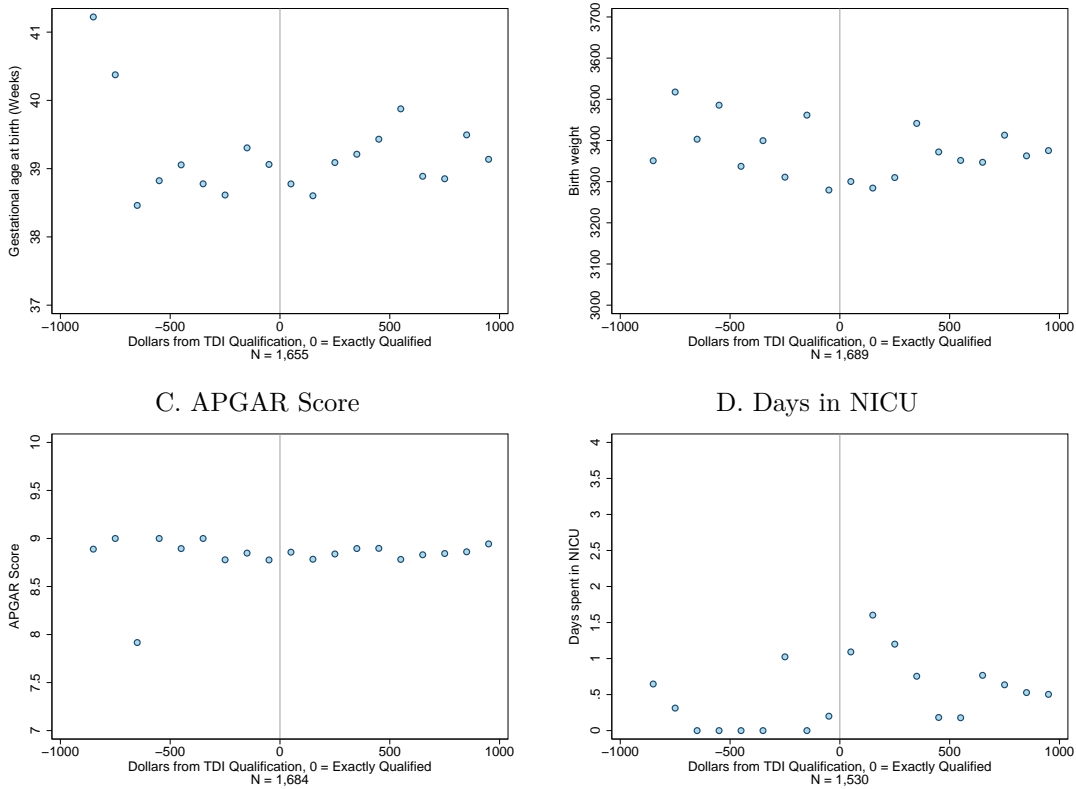 Gestational age at birth (Weeks)
37 38 39 40 41
−1000 −500 0 500 1000
Dollars from TDI Qualification, 0 = Exactly Qualified
N = 1,655
Birth weight
3000 3100 3200 3300 3400 3500 3600 3700
−1000 −500 0 500 1000
Dollars from TDI Qualification, 0 = Exactly Qualified
N = 1,689
C. APGAR Score
APGAR Score
7 7.5 8 8.5 9 9.5 10
−1000 −500 0 500 1000
Dollars from TDI Qualification, 0 = Exactly Qualified
N = 1,684
D. Days in NICU
Days spent in NICU
0 .5 1 1.5 2 2.5 3 3.5 4
−1000 −500 0 500 1000
Dollars from TDI Qualification, 0 = Exactly Qualified
N = 1,530